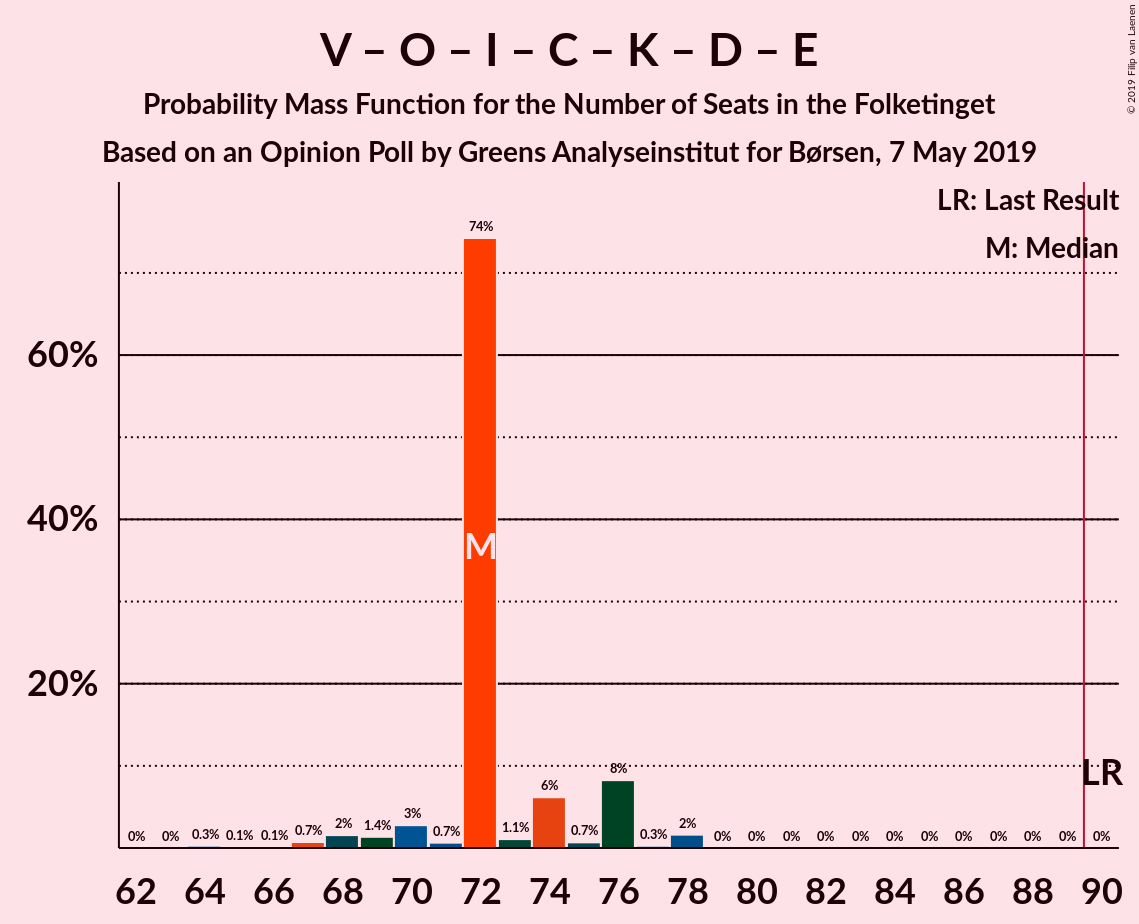 V – O – I – C – K – D – E
Probability Mass Function for the Number of Seats in the Folketinget
Based on an Opinion Poll by Greens Analyseinstitut for Børsen, 7 May 2019
© 2019 Filip van Laenen
LR: Last Result
M: Median
74%
60%
40%
M
20%
LR
0% 0% 0.3% 0.1% 0.1% 0.7% 2% 1.4% 3% 0.7% 1.1% 6% 0.7% 8% 0.3% 2% 0% 0% 0% 0% 0% 0% 0% 0% 0% 0% 0% 0%
62 64 66 68 70 72 74 76 78 80 82 84 86 88 90